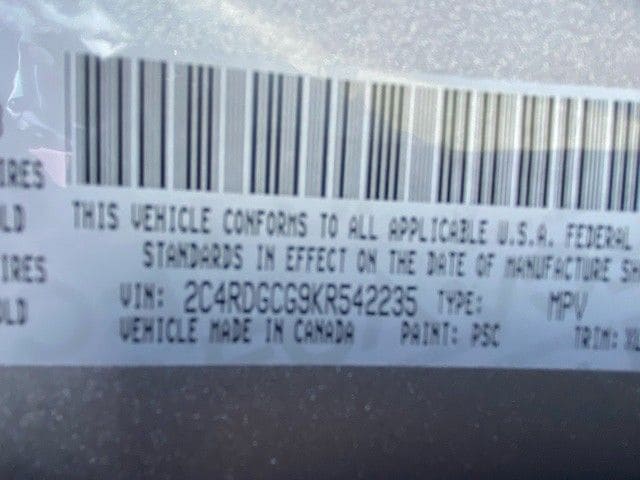 THIS VEHICLE CONFORMS TO ALL APPLICABLE U.S.A. FEDERAL
STANDARDS IN EFFECT ON THE DATE OF MANUFACTURE
VIN: 2C4RDGCG9KR542235 TYPE: MPV
VEHICLE MADE IN CANADA PAINT: PSC TRIM:
IRES
LD
IRES
OLD